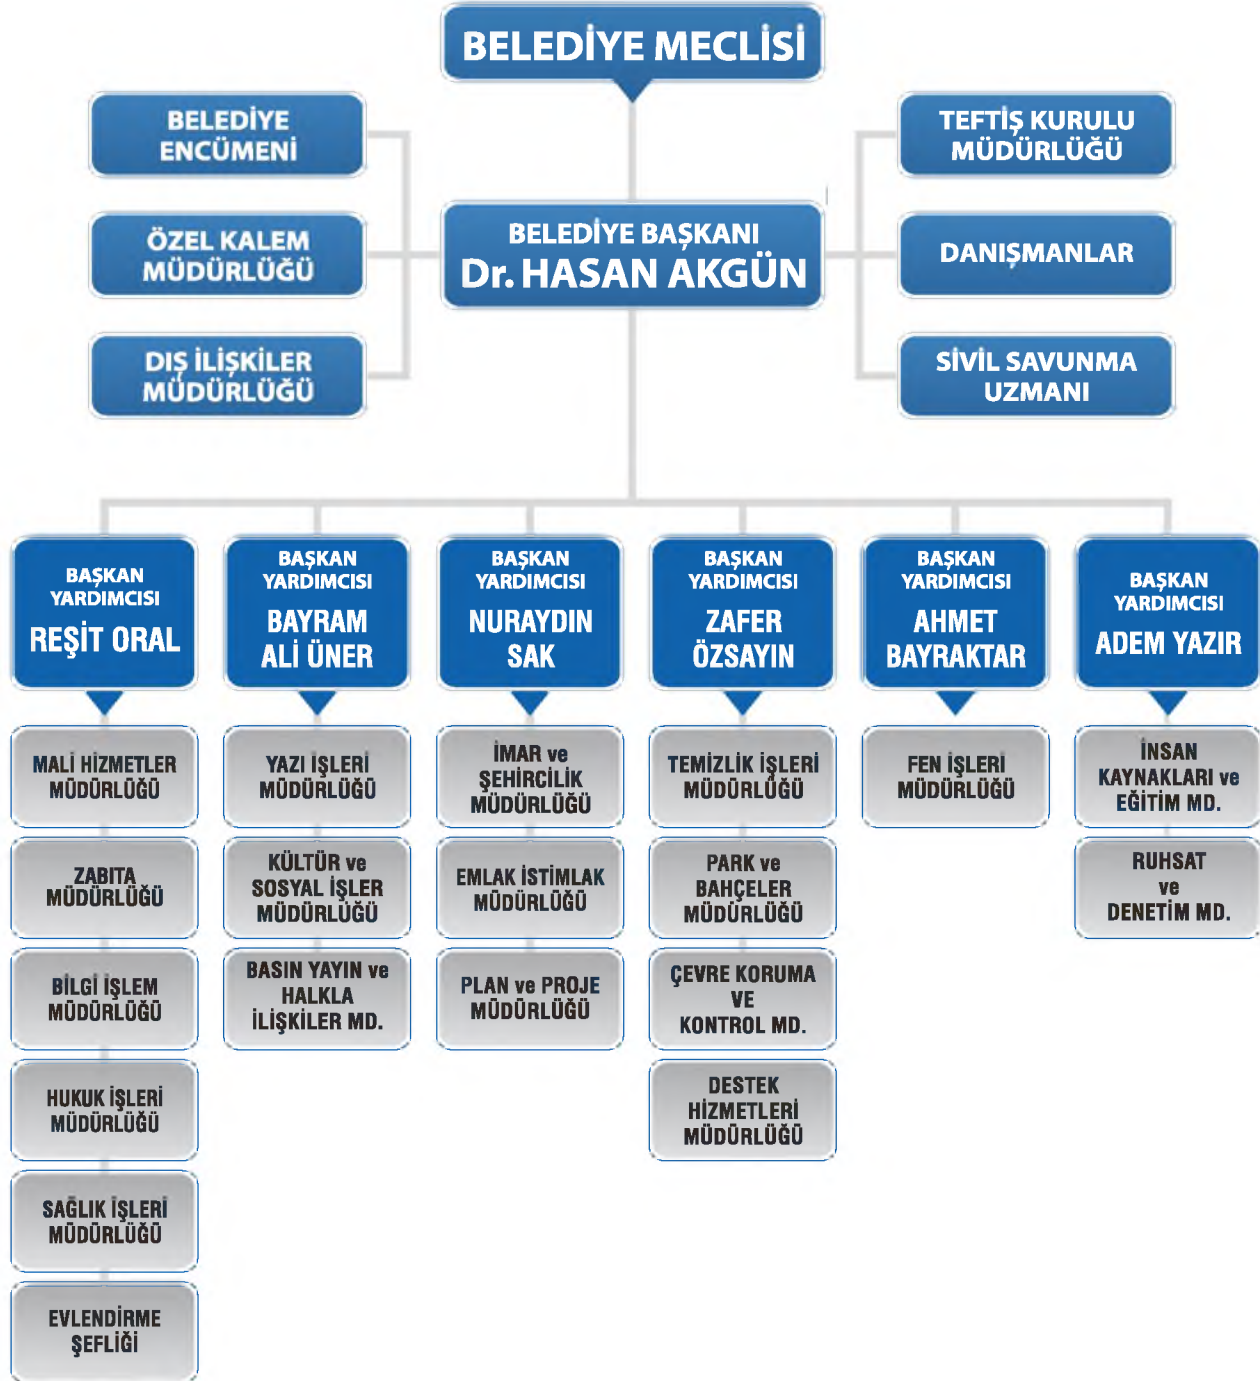 BELEDİYE MECLİSİ
BELEDİYE
ENCÜMENİ
TEFTİŞ KURULU
MÜDÜRLÜĞÜ
ÖZEL KALEM
MÜDÜRLÜĞÜ
BELEDİYE BAŞKANI
Dr. HASAN AKGÜN
DANIŞMANLAR
DIŞ İLİŞKİLER
MÜDÜRLÜĞÜ
SİVİL SAVUNMA
UZMANI
BAŞKAN
YARDIMCISI
REŞİT ORAL
BAŞKAN
YARDIMCISI
BAYRAM
ALİ ÜNER
BAŞKAN
YARDIMCISI
NURAYDIN
SAK
BAŞKAN
YARDIMCISI
ZAFER
ÖZSAYIN
BAŞKAN
YARDIMCISI
AHMET
BAYRAKTAR
BAŞKAN
YARDIMCISI
ADEM YAZIR
MALİ HİZMETLER
MÜDÜRLÜĞÜ
YAZI İŞLERİ
MÜDÜRLÜĞÜ
İMAR ve
ŞEHİRCİLİK
MÜDÜRLÜĞÜ
TEMİZLİK İŞLERİ
MÜDÜRLÜĞÜ
FEN İŞLERİ
MÜDÜRLÜĞÜ
İNSAN
KAYNAKLARI ve
EĞİTİM MD.
ZABITA
MÜDÜRLÜĞÜ
KÜLTÜR ve
SOSYAL İŞLER
MÜDÜRLÜĞÜ
EMLAK İSTİMLAK
MÜDÜRLÜĞÜ
PARK ve
BAHÇELER
MÜDÜRLÜĞÜ
RUHSAT
ve
DENETİM MD.
BİLGİ İŞLEM
MÜDÜRLÜĞÜ
BASIN YAYIN ve
HALKLA
İLİŞKİLER MD.
PLAN ve PROJE
MÜDÜRLÜĞÜ
ÇEVRE KORUMA
VE
KONTROL MD.
HUKUK İŞLERİ
MÜDÜRLÜĞÜ
DESTEK
HİZMETLERİ
MÜDÜRLÜĞÜ
SAĞLIK İŞLERİ
MÜDÜRLÜĞÜ
EVLENDİRME
ŞEFLİĞİ